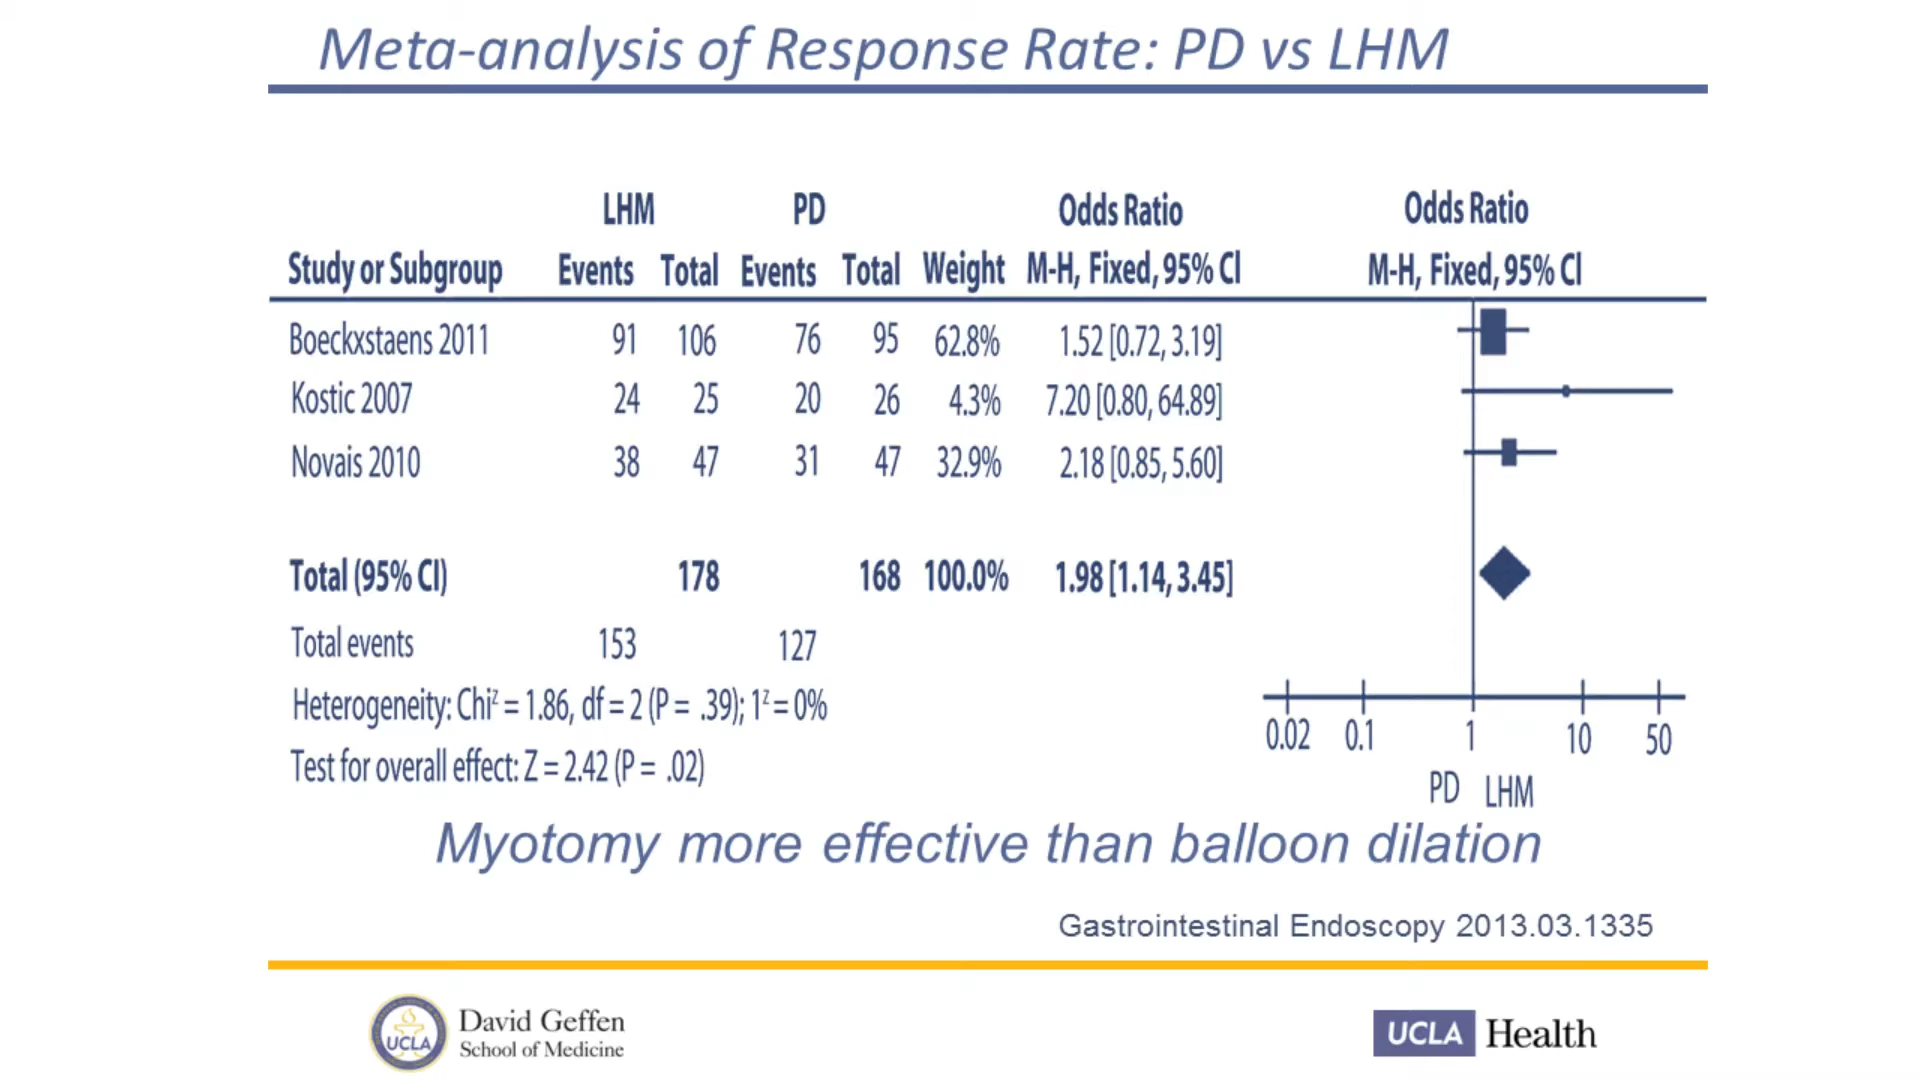 Meta-analysis of Response Rate: PD vs LHM
LHM PD Odds Ratio Odds Ratio
Study or Subgroup Events Total Events Total Weight M-H, Fixed, 95% CI M-H, Fixed, 95% CI
Boeckxstaens 2011 91 106 76 95 62.8% 1.52 [0.72, 3.19]
Kostic 2007 24 25 20 26 4.3% 7.20 [0.80, 64.89]
Novais 2010 38 47 31 47 32.9% 2.18 [0.85, 5.60]
Total (95% CI) 178 168 100.0% 1.98 [1.14, 3.45]
Total events 153 127
Heterogeneity: Chiᶻ = 1.86, df = 2 (P = .39); 1ᶻ = 0%
0.02 0.1 1 10 50
Test for overall effect: Z = 2.42 (P = .02)
PD LHM
Myotomy more effective than balloon dilation
Gastrointestinal Endoscopy 2013.03.1335
UCLA
David Geffen
School of Medicine
UCLA Health